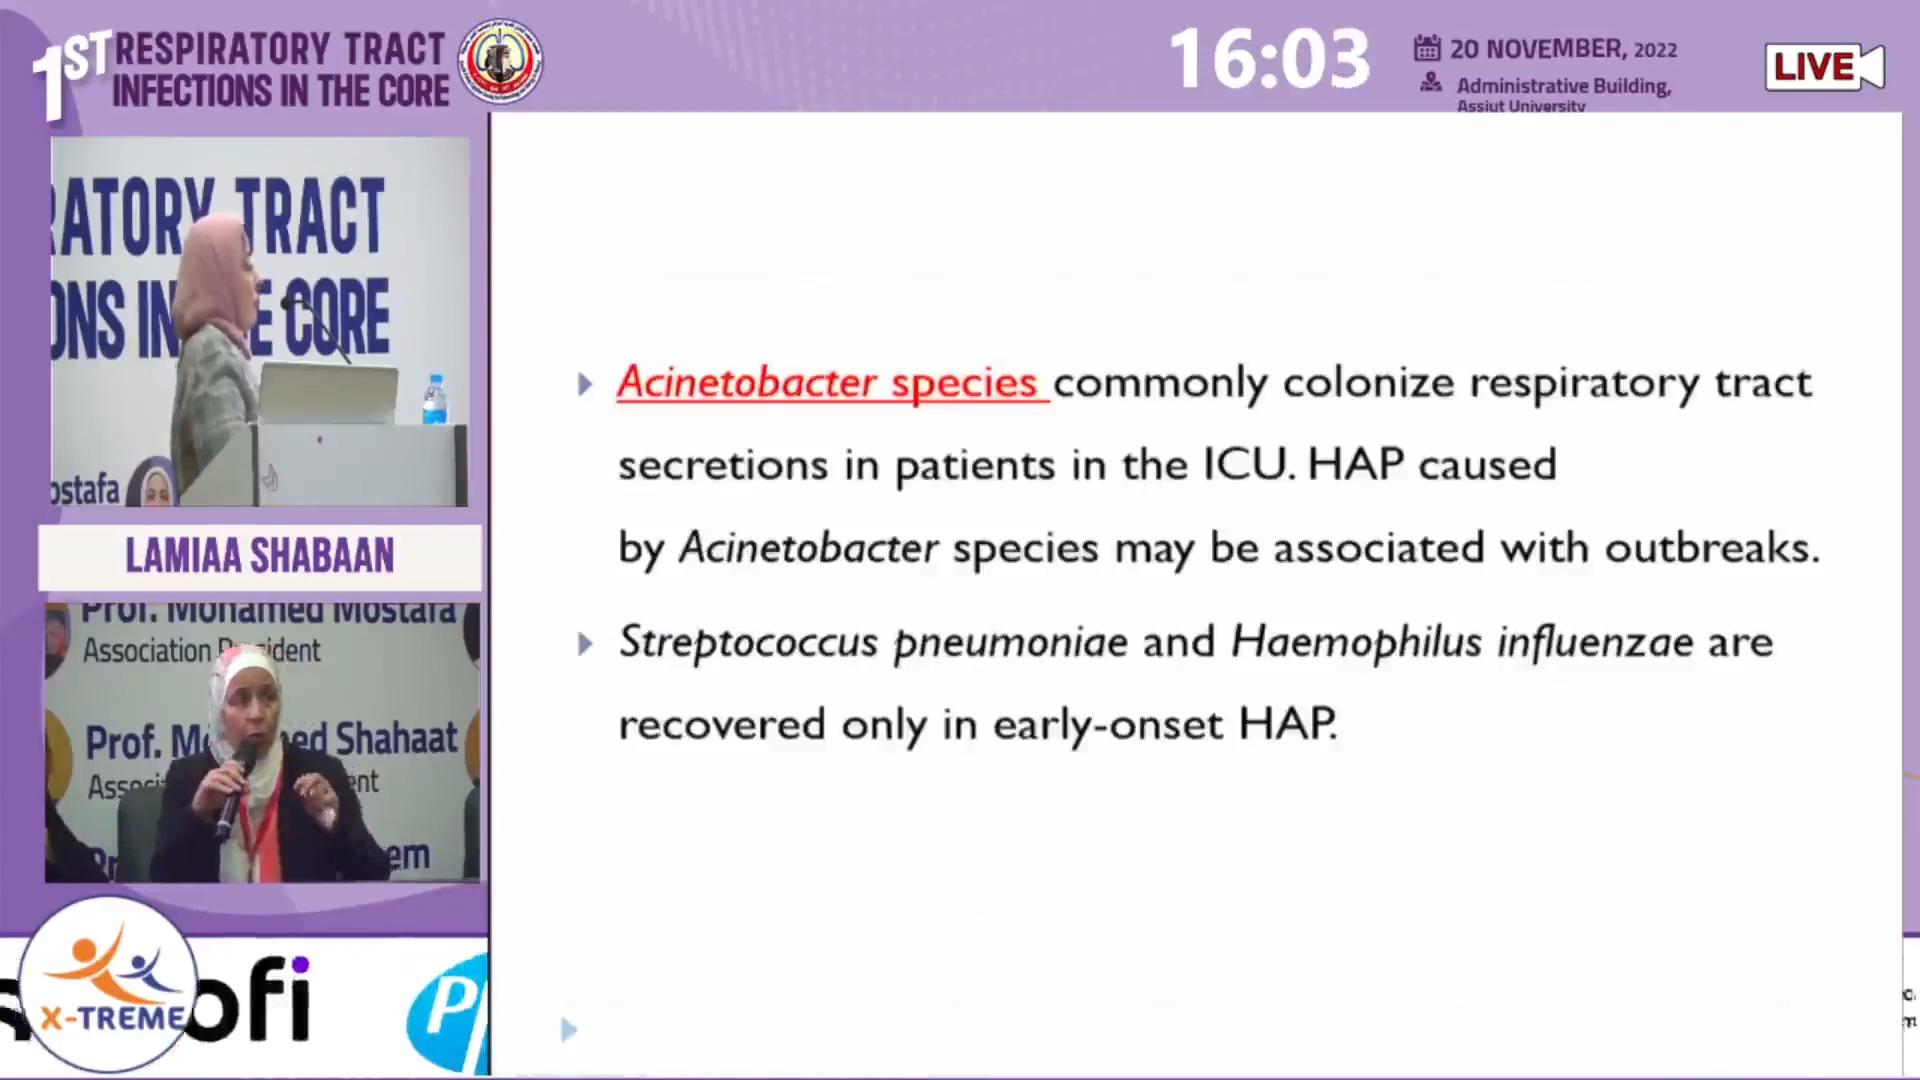 1ST RESPIRATORY TRACT
INFECTIONS IN THE CORE
16:03
20 NOVEMBER, 2022
Administrative Building,
Assiut University
LIVE
RATORY TRACT
ONS IN THE CORE
ostafa
LAMIAA SHABAAN
Prof. Mohamed Mostafa
Association President
Prof. Mohamed Shahaat
em
X-TREME
ofi
P
Acinetobacter species commonly colonize respiratory tract
secretions in patients in the ICU. HAP caused
by Acinetobacter species may be associated with outbreaks.
Streptococcus pneumoniae and Haemophilus influenzae are
recovered only in early-onset HAP.